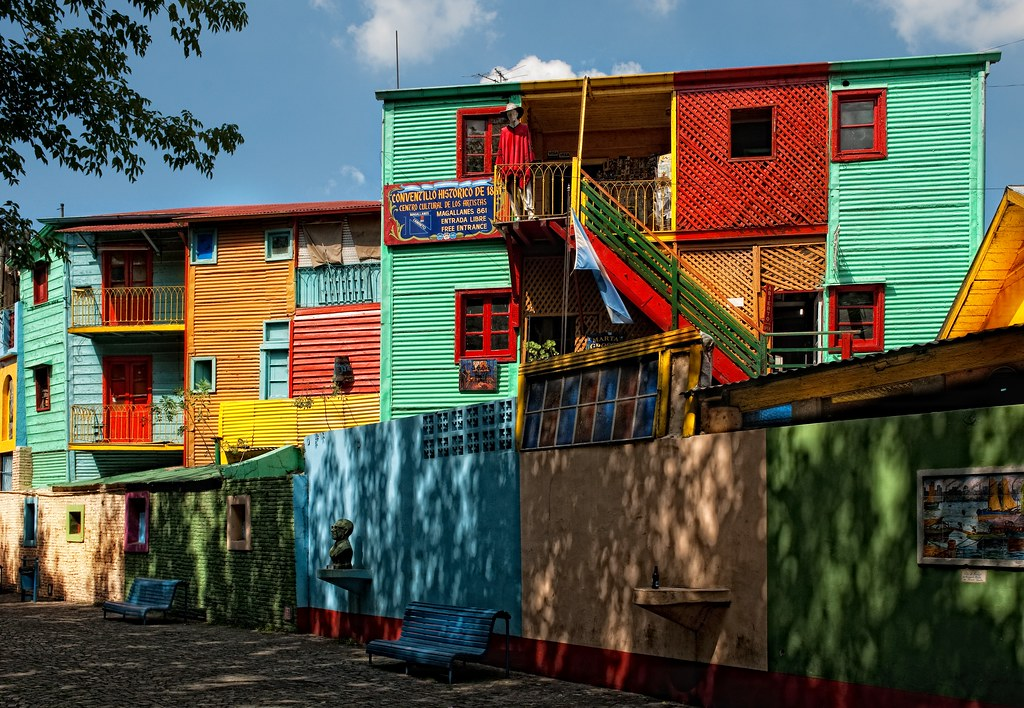 CONVENTILLO HISTORICO DE 18
CENTRO CULTURAL DE LOS ARTISTAS
MAGALLANES 861
ENTRADA LIBRE
FREE ENTRANCE